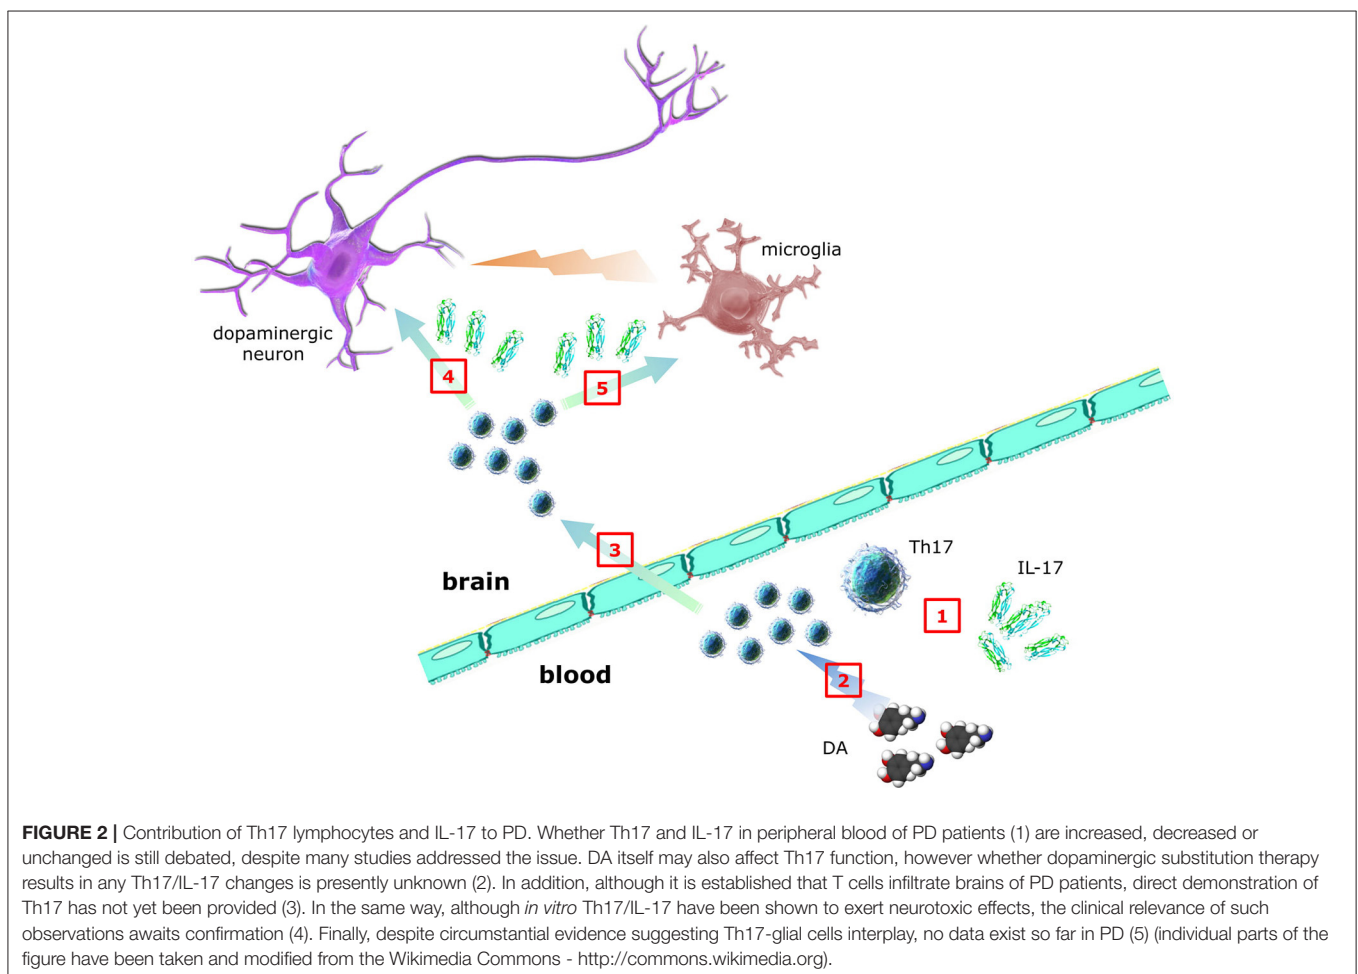 microglia
dopaminergic
neuron
4
5
3
Th17
brain
IL-17
1
blood
2
DA
FIGURE 2 | Contribution of Th17 lymphocytes and IL-17 to PD. Whether Th17 and IL-17 in peripheral blood of PD patients (1) are increased, decreased or
unchanged is still debated, despite many studies addressed the issue. DA itself may also affect Th17 function, however whether dopaminergic substitution therapy
results in any Th17/IL-17 changes is presently unknown (2). In addition, although it is established that T cells infiltrate brains of PD patients, direct demonstration of
Th17 has not yet been provided (3). In the same way, although in vitro Th17/IL-17 have been shown to exert neurotoxic effects, the clinical relevance of such
observations awaits confirmation (4). Finally, despite circumstantial evidence suggesting Th17-glial cells interplay, no data exist so far in PD (5) (individual parts of the
figure have been taken and modified from the Wikimedia Commons - http://commons.wikimedia.org).